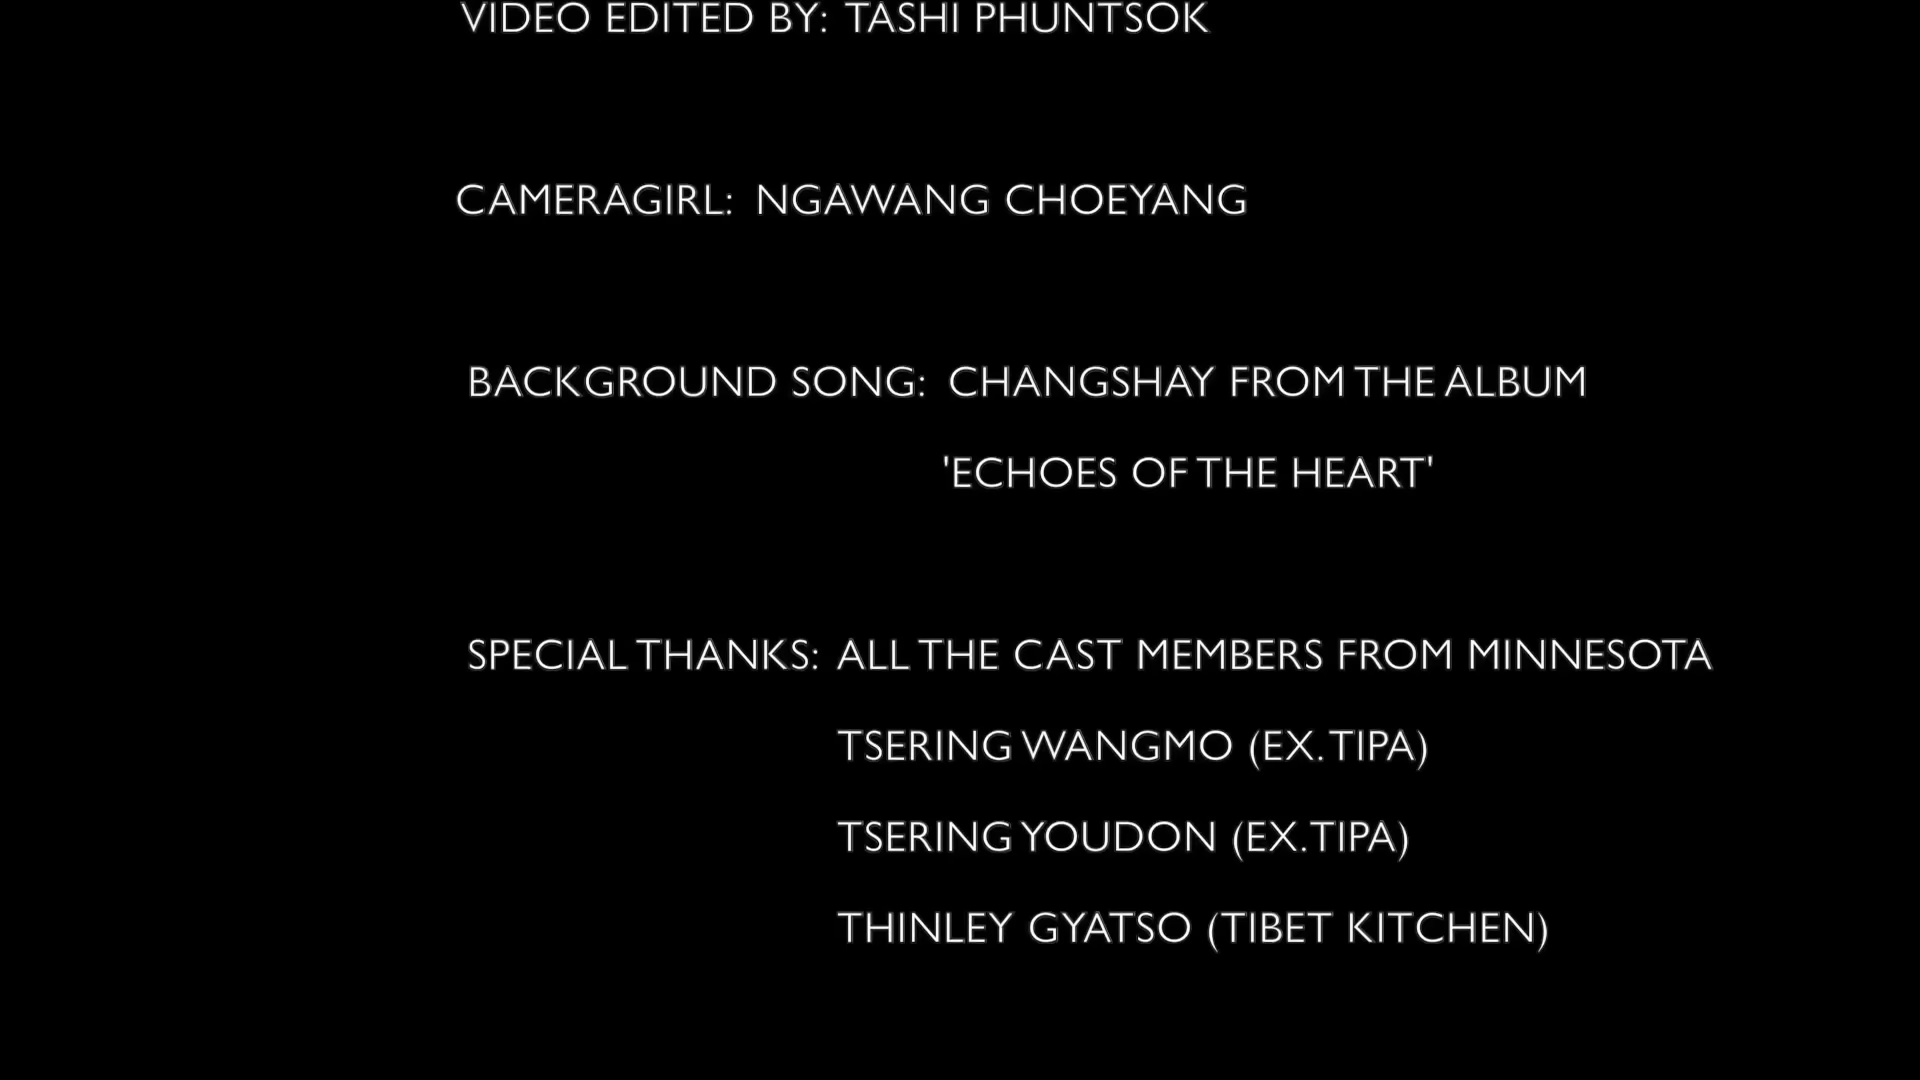 VIDEO EDITED BY: TASHI PHUNTSOK
CAMERAGIRL: NGAWANG CHOEYANG
BACKGROUND SONG: CHANGSHAY FROM THE ALBUM
'ECHOES OF THE HEART'
SPECIAL THANKS: ALL THE CAST MEMBERS FROM MINNESOTA
TSERING WANGMO (EX. TIPA)
TSERING YOUDON (EX. TIPA)
THINLEY GYATSO (TIBET KITCHEN)